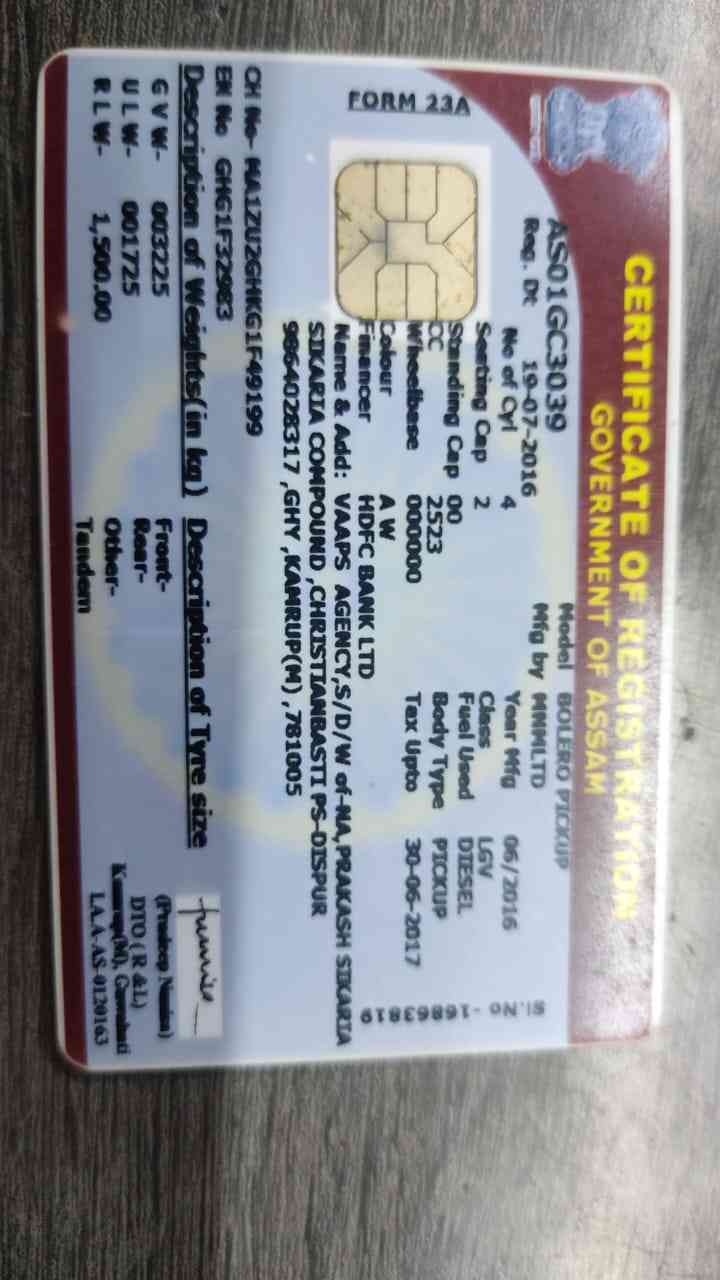 CERTIFICATE OF REGISTRATION
GOVERNMENT OF ASSAM
AS01GC3039 Model BOLERO PICKUP
Reg. Dt 19-07-2016 Mfg by MMMLTD
No of Cyl 4 Year Mfg 06/2016
Seating Cap 2 Class LGV
Standing Cap 00 Fuel Used DIESEL
CC 2523 Body Type PICKUP
Wheelbase 000000 Tax Upto 30-06-2017
Colour A W
Financer HDFC BANK LTD
Name & Add: VAAPS AGENCY,S/D/W of-NA,PRAKASH SIKARIA
SIKARIA COMPOUND ,CHRISTIANBASTI PS-DISPUR
9864028317 ,GHY ,KAMRUP(M) ,781005
Sl.No -16863819
FORM 23A
CH No- MA1ZU2GHKG1F49199
EN No GHG1F32983
Description of Weights(in kg) Description of Tyre size
G V W- 003225 Front-
U L W- 001725 Rear-
R L W- 1,500.00 Other-
Tandem
(Pradeep
DTO ( R &L)
Kamrup(M), Guwahati
L.A.A-AS-0120163